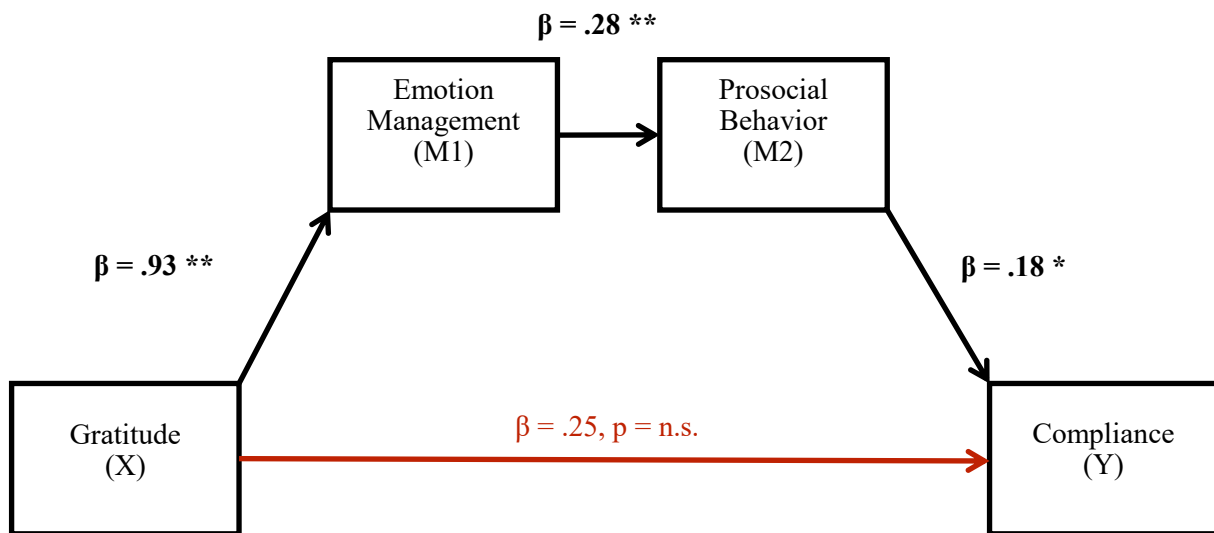 β = .28 **
Emotion
Management
(M1)
Prosocial
Behavior
(M2)
β = .93 **
β = .18 *
Gratitude
(X)
β = .25, p = n.s.
Compliance
(Y)